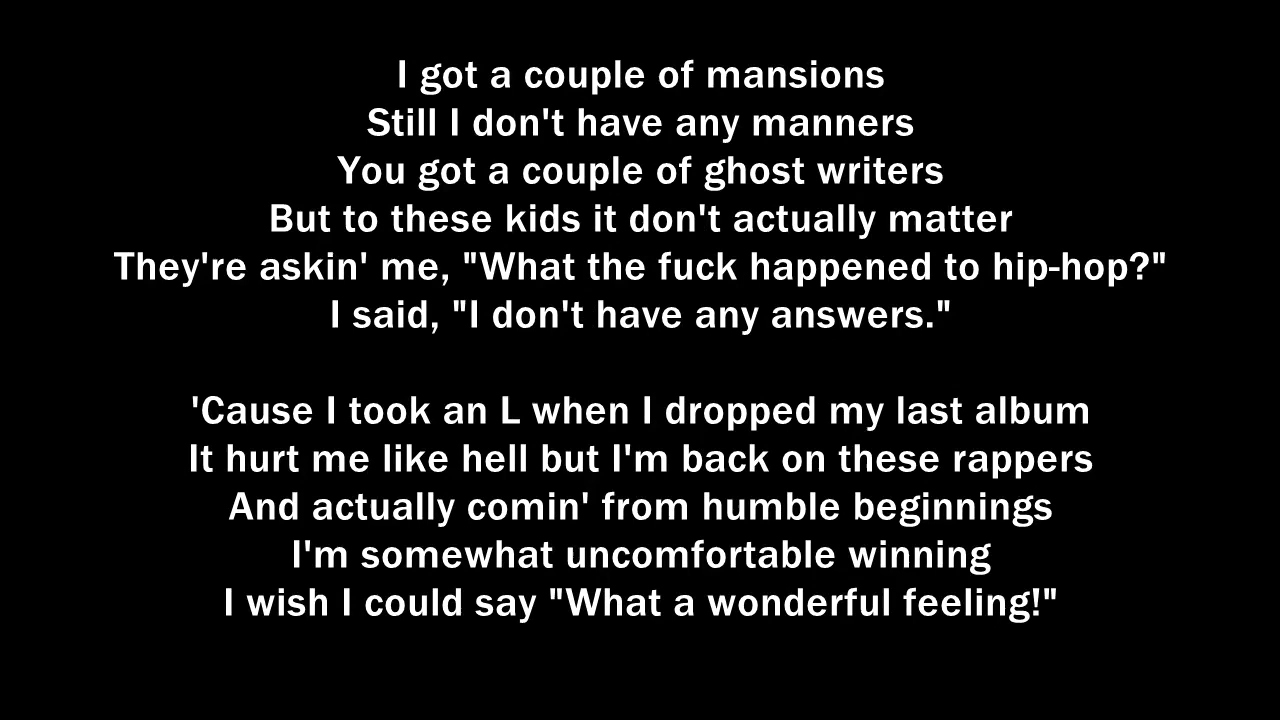 I got a couple of mansions
Still I don't have any manners
You got a couple of ghost writers
But to these kids it don't actually matter
They're askin' me, "What the fuck happened to hip-hop?"
I said, "I don't have any answers."
'Cause I took an L when I dropped my last album
It hurt me like hell but I'm back on these rappers
And actually comin' from humble beginnings
I'm somewhat uncomfortable winning
I wish I could say "What a wonderful feeling!"